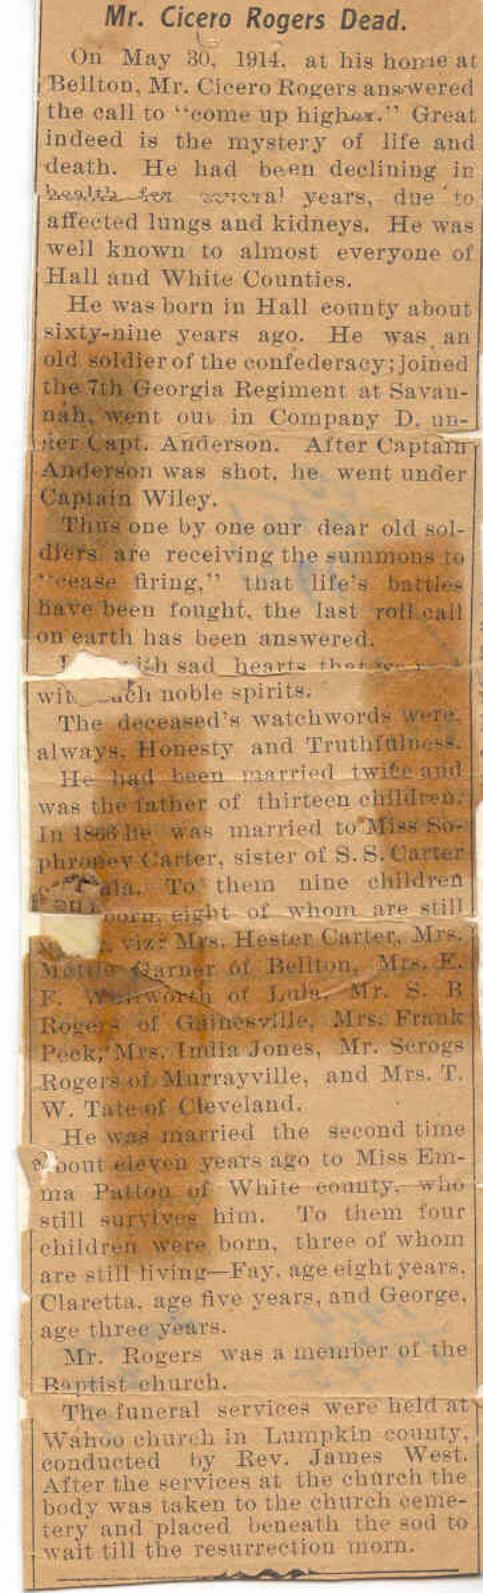 Mr. Cicero Rogers Dead.
On May 30, 1914, at his home at
Bellton, Mr. Cicero Rogers answered
the call to "come up higher." Great
indeed is the mystery of life and
death. He had been declining in
health for several years, due to
affected lungs and kidneys. He was
well known to almost everyone of
Hall and White Counties.
He was born in Hall county about
sixty-nine years ago. He was an
old soldier of the confederacy; joined
the 7th Georgia Regiment at Savan-
nah, went out in Company D, un-
der Capt. Anderson. After Captain
Anderson was shot, he went under
Captain Wiley.
Thus one by one our dear old sol-
diers are receiving the summons to
"cease firing," that life's battles
have been fought, the last roll call
on earth has been answered.
sad hearts that we
noble spirits.
The deceased's watchwords were,
always, Honesty and Truthfulness.
He had been married twice and
was the father of thirteen children.
In 1866 he was married to Miss So-
phroney Carter, sister of S. S. Carter
To them nine children
born, eight of whom are still
viz: Mrs. Hester Carter, Mrs.
Mattie Garner of Bellton, Mrs. E.
F. of Lula, Mr. S. B
Rogers of Gainesville, Mrs. Frank
Peck, Mrs. India Jones, Mr. Scrogs
Rogers of Murrayville, and Mrs. T.
W. Tate of Cleveland.
He was married the second time
about eleven years ago to Miss Em-
ma Patton of White county, who
still survives him. To them four
children were born, three of whom
are still living—Fay, age eight years,
Claretta, age five years, and George,
age three years.
Mr. Rogers was a member of the
Baptist church.
The funeral services were held at
Wahoo church in Lumpkin county,
conducted by Rev. James West.
After the services at the church the
body was taken to the church ceme-
tery and placed beneath the sod to
wait till the resurrection morn.